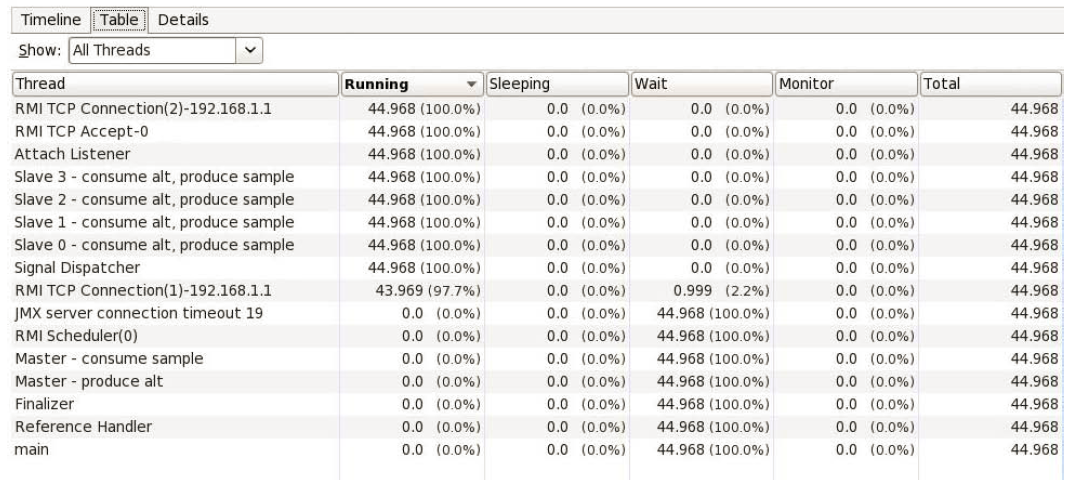 Timeline Table Details
Show: All Threads
Thread Running Sleeping Wait Monitor Total
RMI TCP Connection(2)-192.168.1.1 44.968 (100.0%) 0.0 (0.0%) 0.0 (0.0%) 0.0 (0.0%) 44.968
RMI TCP Accept-0 44.968 (100.0%) 0.0 (0.0%) 0.0 (0.0%) 0.0 (0.0%) 44.968
Attach Listener 44.968 (100.0%) 0.0 (0.0%) 0.0 (0.0%) 0.0 (0.0%) 44.968
Slave 3 - consume alt, produce sample 44.968 (100.0%) 0.0 (0.0%) 0.0 (0.0%) 0.0 (0.0%) 44.968
Slave 2 - consume alt, produce sample 44.968 (100.0%) 0.0 (0.0%) 0.0 (0.0%) 0.0 (0.0%) 44.968
Slave 1 - consume alt, produce sample 44.968 (100.0%) 0.0 (0.0%) 0.0 (0.0%) 0.0 (0.0%) 44.968
Slave 0 - consume alt, produce sample 44.968 (100.0%) 0.0 (0.0%) 0.0 (0.0%) 0.0 (0.0%) 44.968
Signal Dispatcher 44.968 (100.0%) 0.0 (0.0%) 0.0 (0.0%) 0.0 (0.0%) 44.968
RMI TCP Connection(1)-192.168.1.1 43.969 (97.7%) 0.0 (0.0%) 0.999 (2.2%) 0.0 (0.0%) 44.968
JMX server connection timeout 19 0.0 (0.0%) 0.0 (0.0%) 44.968 (100.0%) 0.0 (0.0%) 44.968
RMI Scheduler(0) 0.0 (0.0%) 0.0 (0.0%) 44.968 (100.0%) 0.0 (0.0%) 44.968
Master - consume sample 0.0 (0.0%) 0.0 (0.0%) 44.968 (100.0%) 0.0 (0.0%) 44.968
Master - produce alt 0.0 (0.0%) 0.0 (0.0%) 44.968 (100.0%) 0.0 (0.0%) 44.968
Finalizer 0.0 (0.0%) 0.0 (0.0%) 44.968 (100.0%) 0.0 (0.0%) 44.968
Reference Handler 0.0 (0.0%) 0.0 (0.0%) 44.968 (100.0%) 0.0 (0.0%) 44.968
main 0.0 (0.0%) 0.0 (0.0%) 44.968 (100.0%) 0.0 (0.0%) 44.968